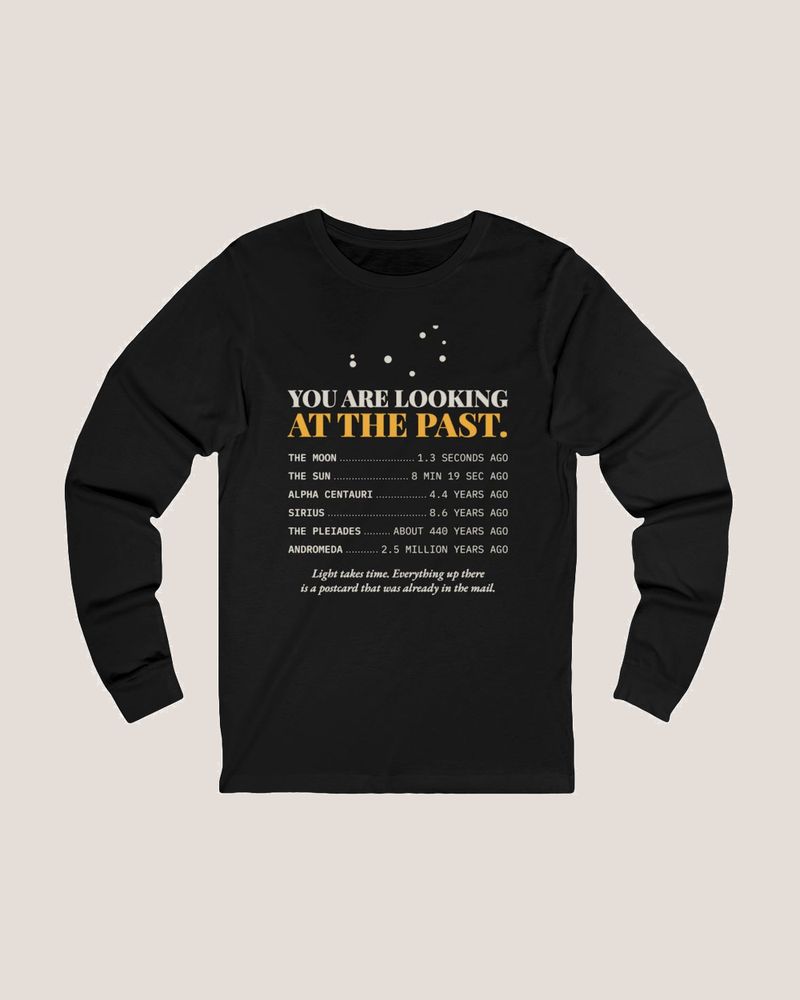 YOU ARE LOOKING
AT THE PAST.
THE MOON ........................ 1.3 SECONDS AGO
THE SUN ........................ 8 MIN 19 SEC AGO
ALPHA CENTAURI ................ 4.4 YEARS AGO
SIRIUS ................................ 8.6 YEARS AGO
THE PLEIADES ........ ABOUT 440 YEARS AGO
ANDROMEDA .......... 2.5 MILLION YEARS AGO
Light takes time. Everything up there
is a postcard that was already in the mail.